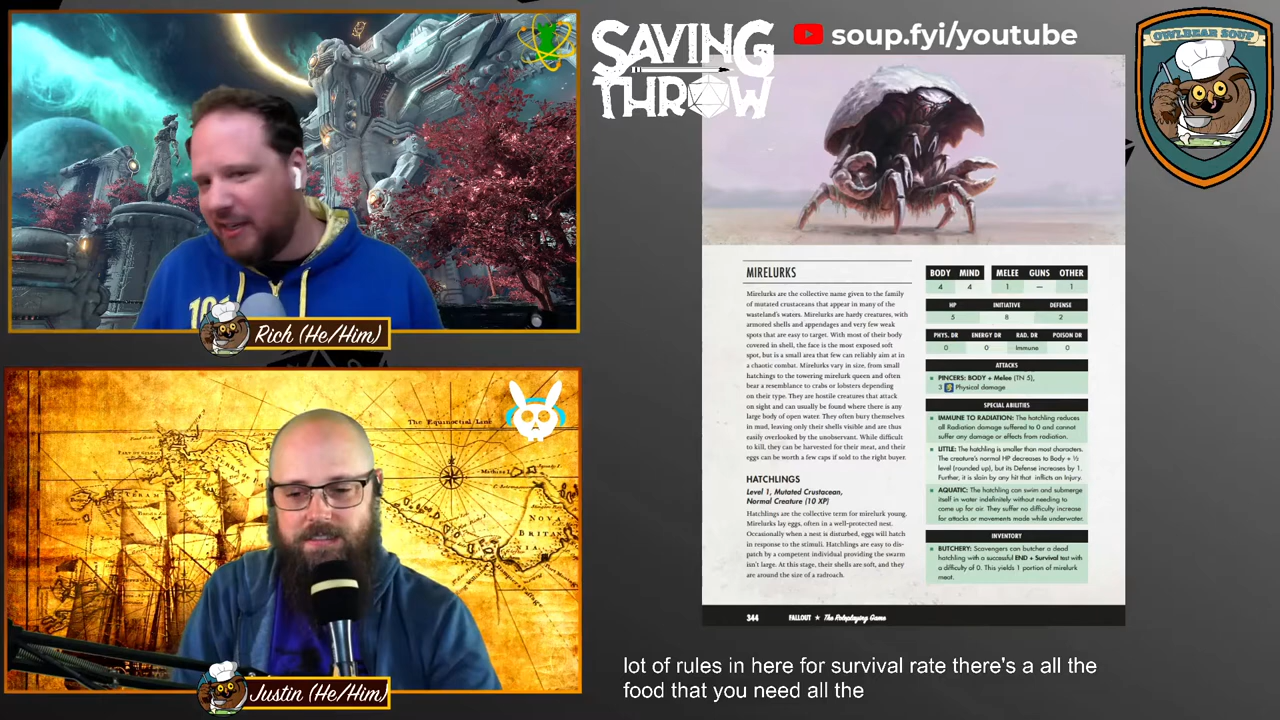 SAVING
THROW
soup.fyi/youtube
OWLBEAR SOUP
Rich (He/Him)
The Equinoctial Line
Justin (He/Him)
MIRELURKS
Mirelurks are the collective name given to the family
of mutated crustaceans that appear in many of the
wasteland's waters. Mirelurks are hardy creatures, with
armored shells and appendages and very few weak
spots that are easy to target. With most of their body
covered in shell, the face is the most exposed soft
spot, but is a small area that few can reliably aim at in
a chaotic combat. Mirelurks vary in size, from small
hatchings to the towering mirelurk queen and often
bear a resemblance to crabs or lobsters depending
on their type. They are hostile creatures that attack
on sight and can usually be found where there is any
large body of open water. They often bury themselves
in mud, leaving only their shells visible and are thus
easily overlooked by the unobservant. While difficult
to kill, they can be harvested for their meat, and their
eggs can be worth a few caps if sold to the right buyer.
HATCHLINGS
Level 1, Mutated Crustacean,
Normal Creature (10 XP)
Hatchlings are the collective term for mirelurk young.
Mirelurks lay eggs, often in a well-protected nest.
Occasionally when a nest is disturbed, eggs will hatch
in response to the stimuli. Hatchlings are easy to dis-
patch by a competent individual providing the swarm
isn't large. At this stage, their shells are soft, and they
are around the size of a radroach.
BODY MIND MELEE GUNS OTHER
4 4 1 — 1
HP INITIATIVE DEFENSE
5 8 2
PHYS. DR ENERGY DR RAD. DR POISON DR
0 0 Immune 0
ATTACKS
PINCERS: BODY + Melee (TN 5),
3 Physical damage
SPECIAL ABILITIES
IMMUNE TO RADIATION: The hatchling reduces
all Radiation damage suffered to 0 and cannot
suffer any damage or effects from radiation.
LITTLE: The hatchling is smaller than most characters.
The creature's normal HP decreases to Body + ½
level (rounded up), but its Defense increases by 1.
Further, it is slain by any hit that inflicts an Injury.
AQUATIC: The hatchling can swim and submerge
itself in water indefinitely without needing to
come up for air. They suffer no difficulty increase
for attacks or movements made while underwater.
INVENTORY
BUTCHERY: Scavengers can butcher a dead
hatchling with a successful END + Survival test with
a difficulty of 0. This yields 1 portion of mirelurk
meat.
344 FALLOUT ★ The Roleplaying Game
lot of rules in here for survival rate there's a all the
food that you need all the